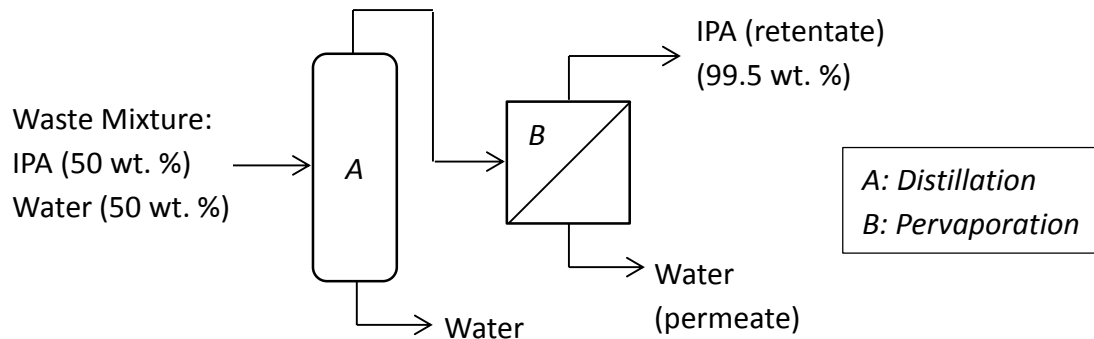 Waste Mixture:
IPA (50 wt. %)
Water (50 wt. %)
A
Water
B
IPA (retentate)
(99.5 wt. %)
Water
(permeate)
A: Distillation
B: Pervaporation